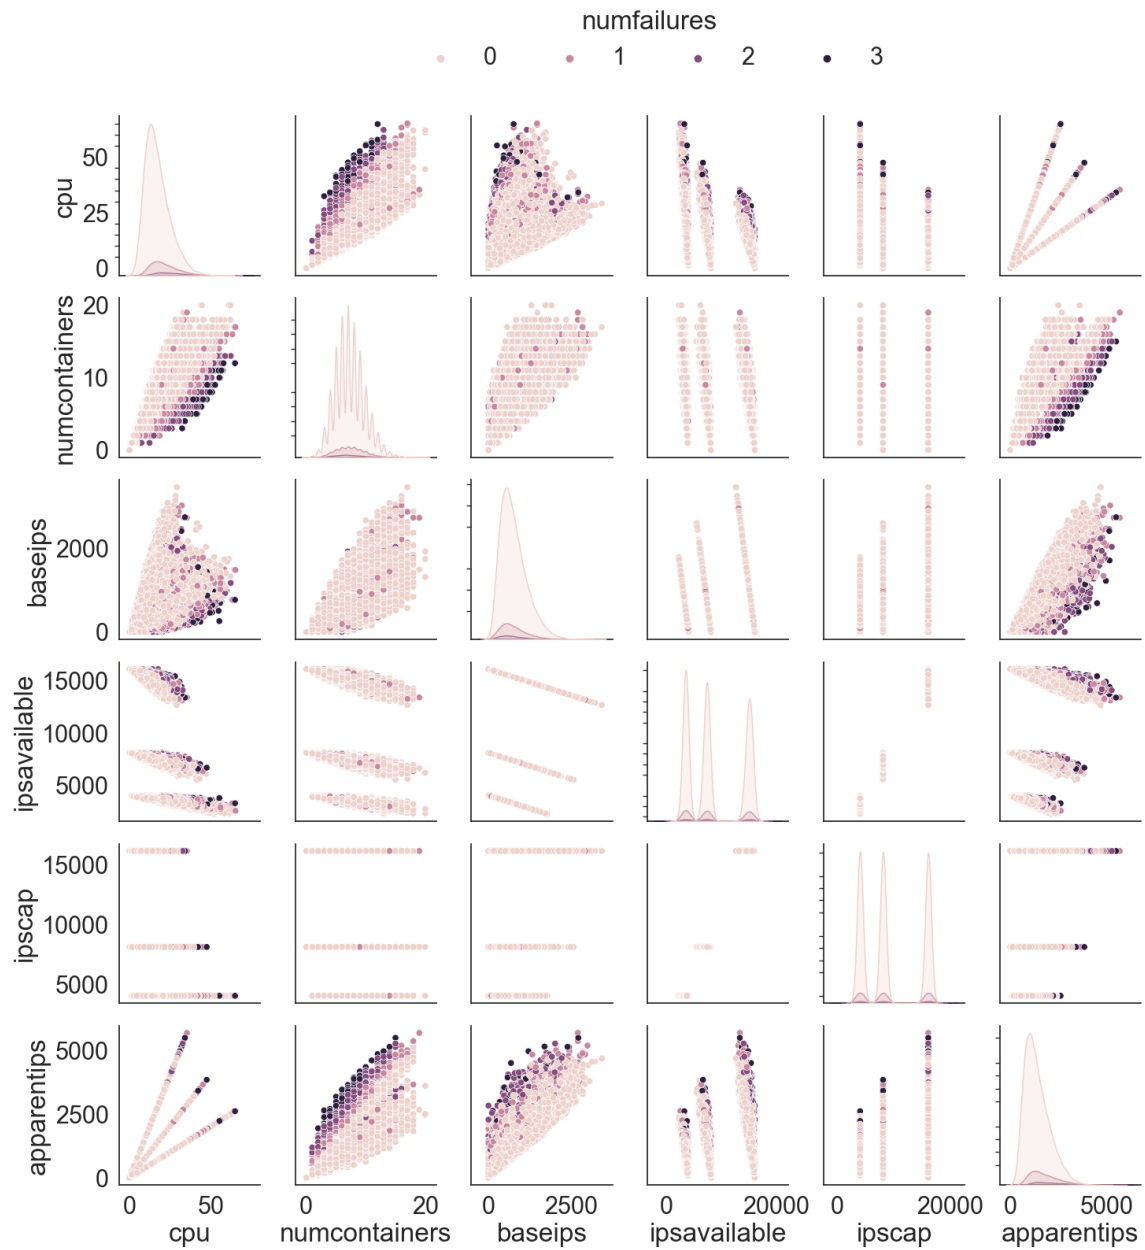 numfailures
0 1 2 3
50
25
0
cpu
20
10
0
numcontainers
2000
0
baseips
15000
10000
5000
ipsavailable
15000
10000
5000
ipscap
5000
2500
0
apparentips
0 50 0 20 0 2500 0 20000 0 20000 0 5000
cpu numcontainers baseips ipsavailable ipscap apparentips